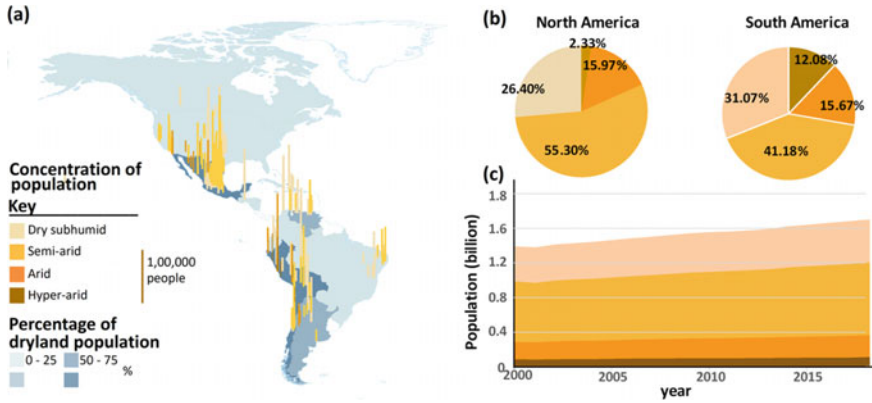 (a)
Concentration of
population
Key
Dry subhumid
Semi-arid
Arid
Hyper-arid
1,00,000
people
Percentage of
dryland population
0 - 25
50 - 75
%
(b)
North America
2.33%
15.97%
26.40%
55.30%
South America
12.08%
31.07%
15.67%
41.18%
(c)
Population (billion)
1.8
1.6
1.2
0.8
0.4
0
2000
2005
2010
2015
year